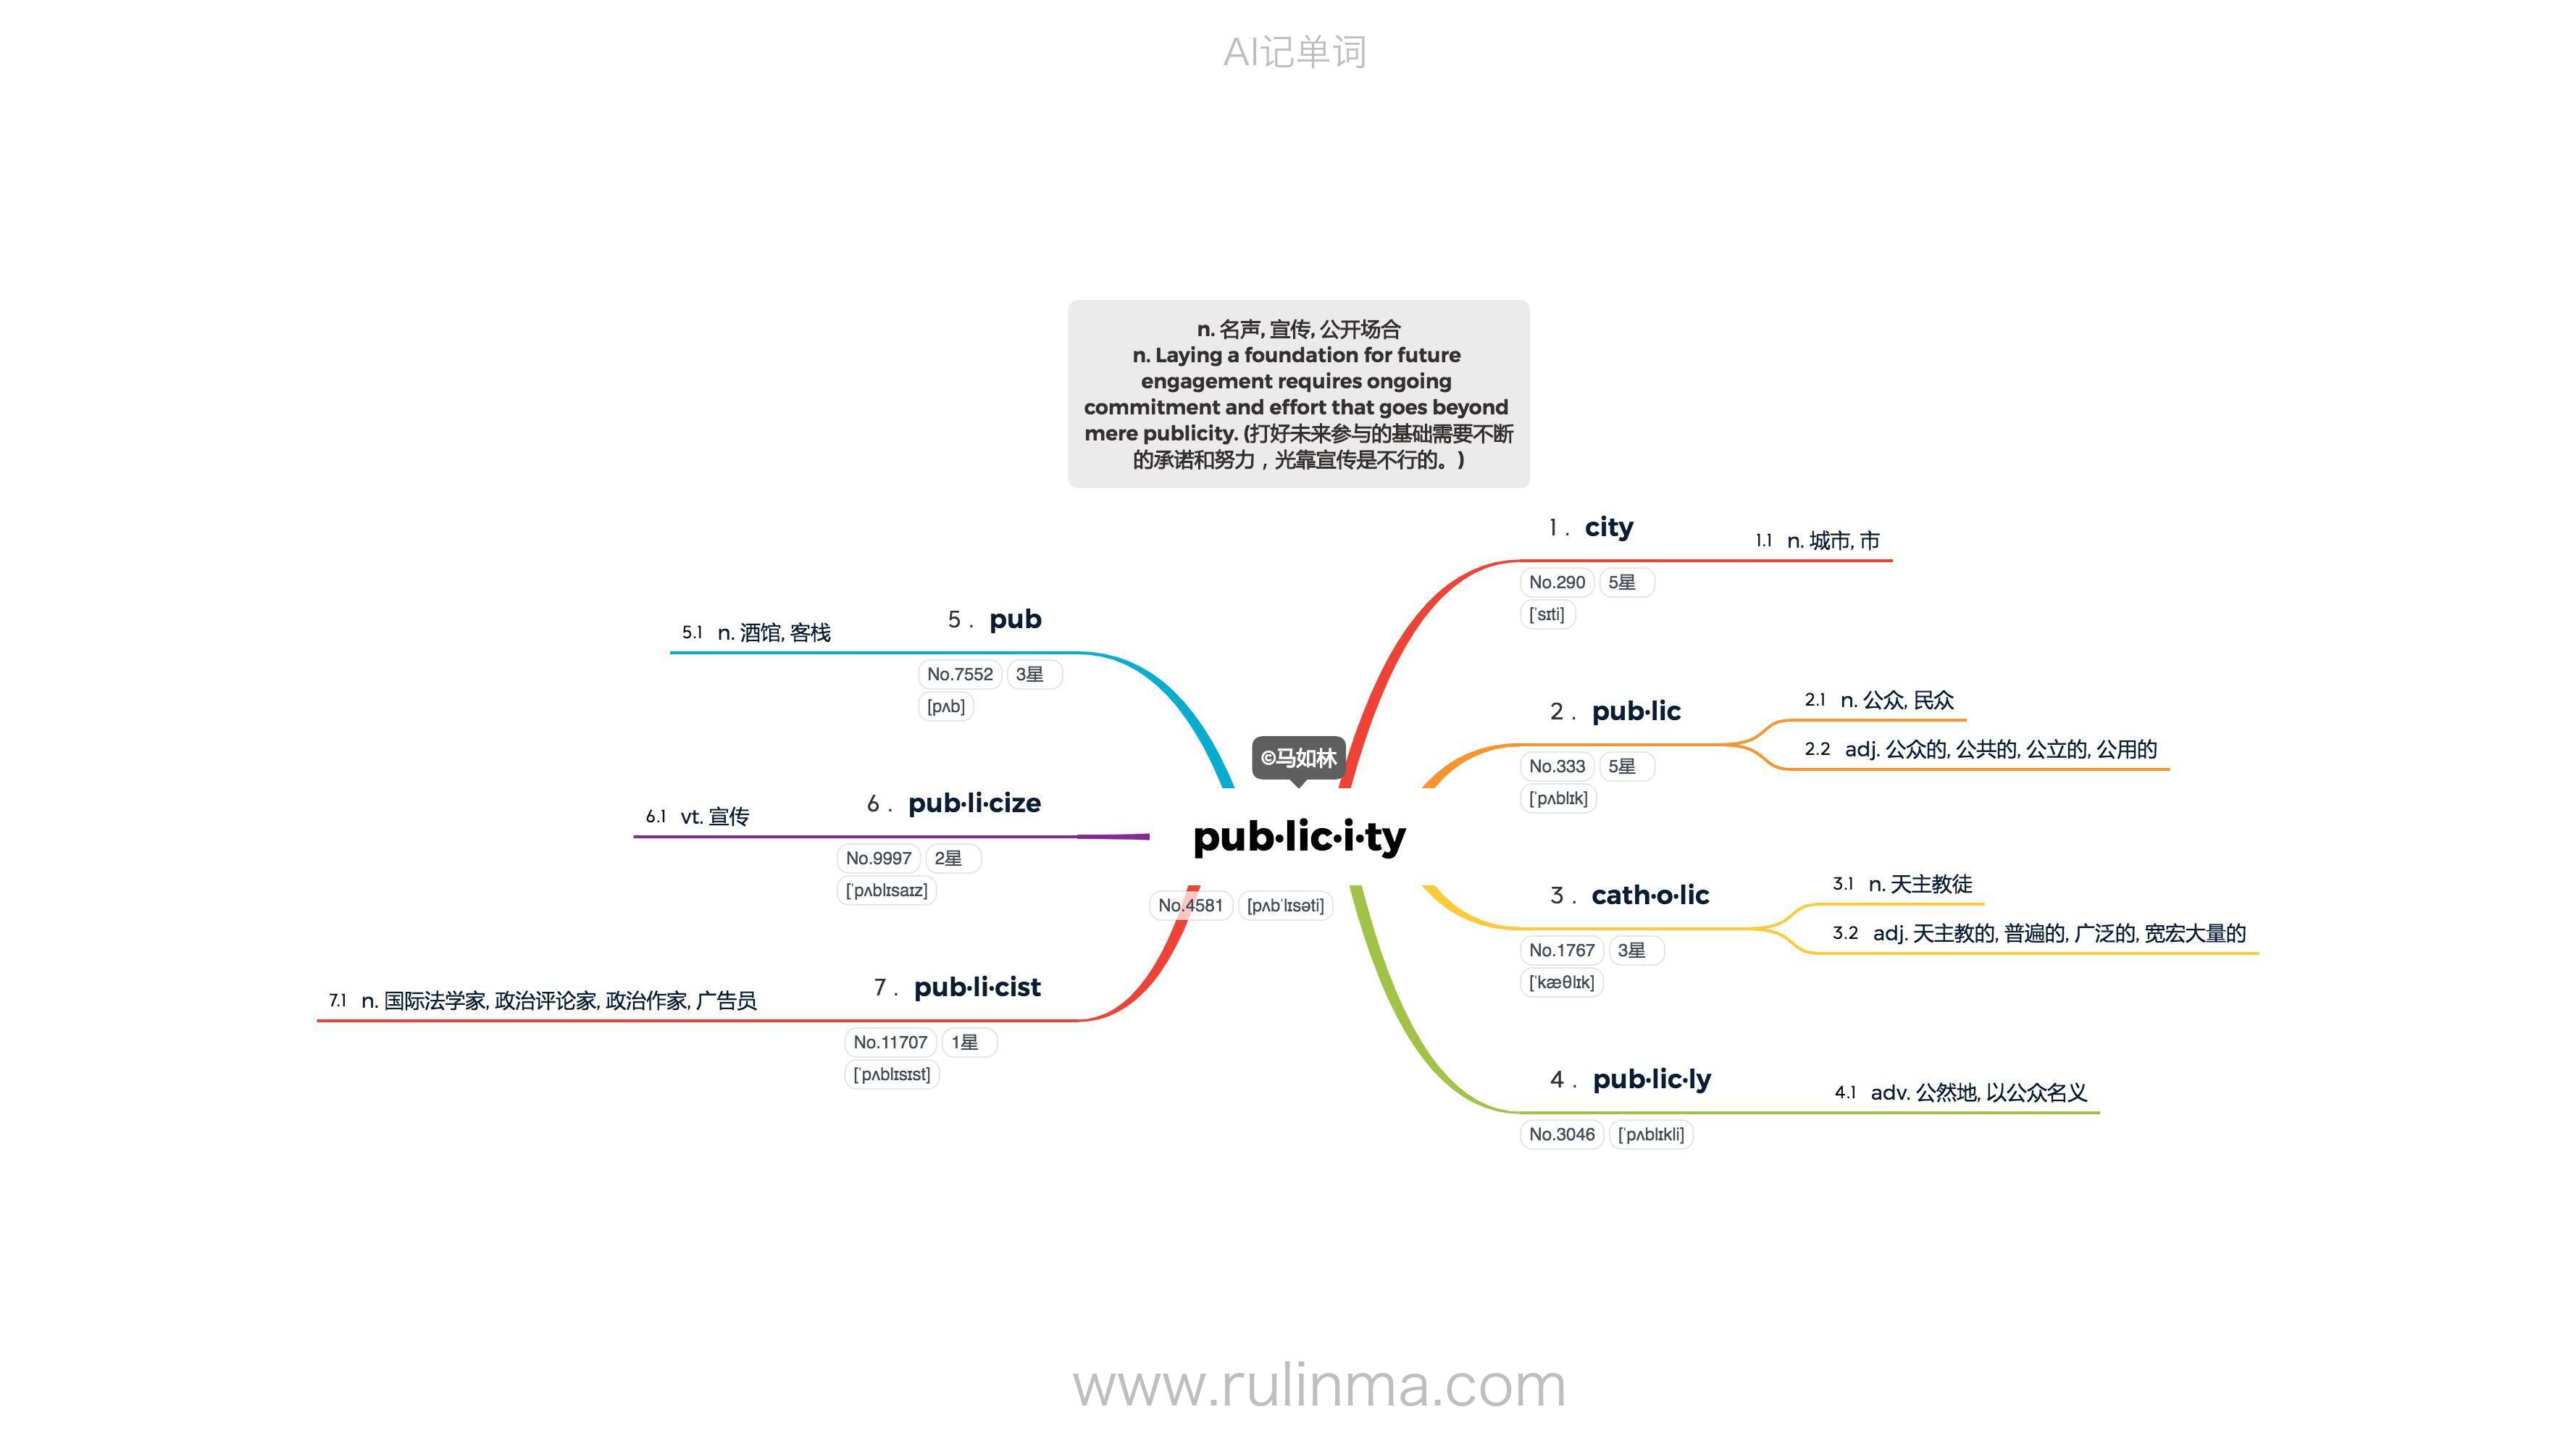 AI记单词
n. 名声, 宣传, 公开场合
n. Laying a foundation for future
engagement requires ongoing
commitment and effort that goes beyond
mere publicity. (打好未来参与的基础需要不断
的承诺和努力，光靠宣传是不行的。)
©马如林
pub·lic·i·ty
No.4581 [pʌbˈlɪsəti]
1. city
No.290 5星
[ˈsɪti]
1.1 n. 城市, 市
2. pub·lic
No.333 5星
[ˈpʌblɪk]
2.1 n. 公众, 民众
2.2 adj. 公众的, 公共的, 公立的, 公用的
3. cath·o·lic
No.1767 3星
[ˈkæθlɪk]
3.1 n. 天主教徒
3.2 adj. 天主教的, 普遍的, 广泛的, 宽宏大量的
4. pub·lic·ly
No.3046 [ˈpʌblɪkli]
4.1 adv. 公然地, 以公众名义
5. pub
No.7552 3星
[pʌb]
5.1 n. 酒馆, 客栈
6. pub·li·cize
No.9997 2星
[ˈpʌblɪsaɪz]
6.1 vt. 宣传
7. pub·li·cist
No.11707 1星
[ˈpʌblɪsɪst]
7.1 n. 国际法学家, 政治评论家, 政治作家, 广告员
www.rulinma.com